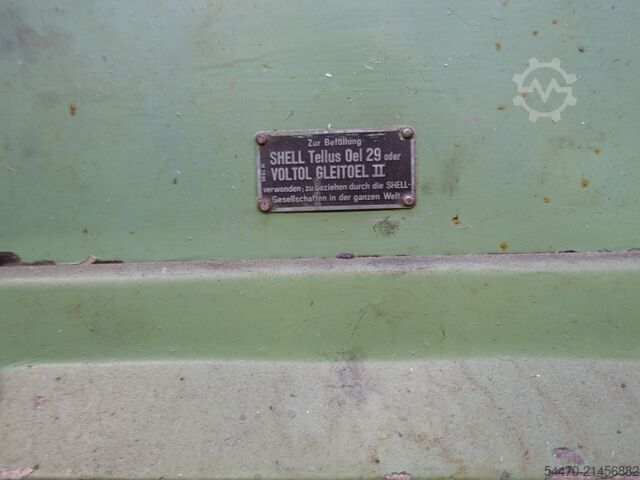 Zur Befüllung
SHELL Tellus Oel 29 oder
VOLTOL GLEITOEL II
verwenden; zu beziehen durch die SHELL-
Gesellschaften in der ganzen Welt
54470-21456882